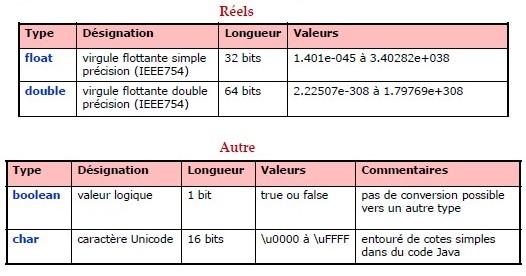 Réels
Type Désignation Longueur Valeurs
float virgule flottante simple 32 bits 1.401e-045 à 3.40282e+038
précision (IEEE754)
double virgule flottante double 64 bits 2.22507e-308 à 1.79769e+308
précision (IEEE754)
Autre
Type Désignation Longueur Valeurs Commentaires
boolean valeur logique 1 bit true ou false pas de conversion possible
vers un autre type
char caractère Unicode 16 bits \u0000 à \uFFFF entouré de cotes simples
dans du code Java